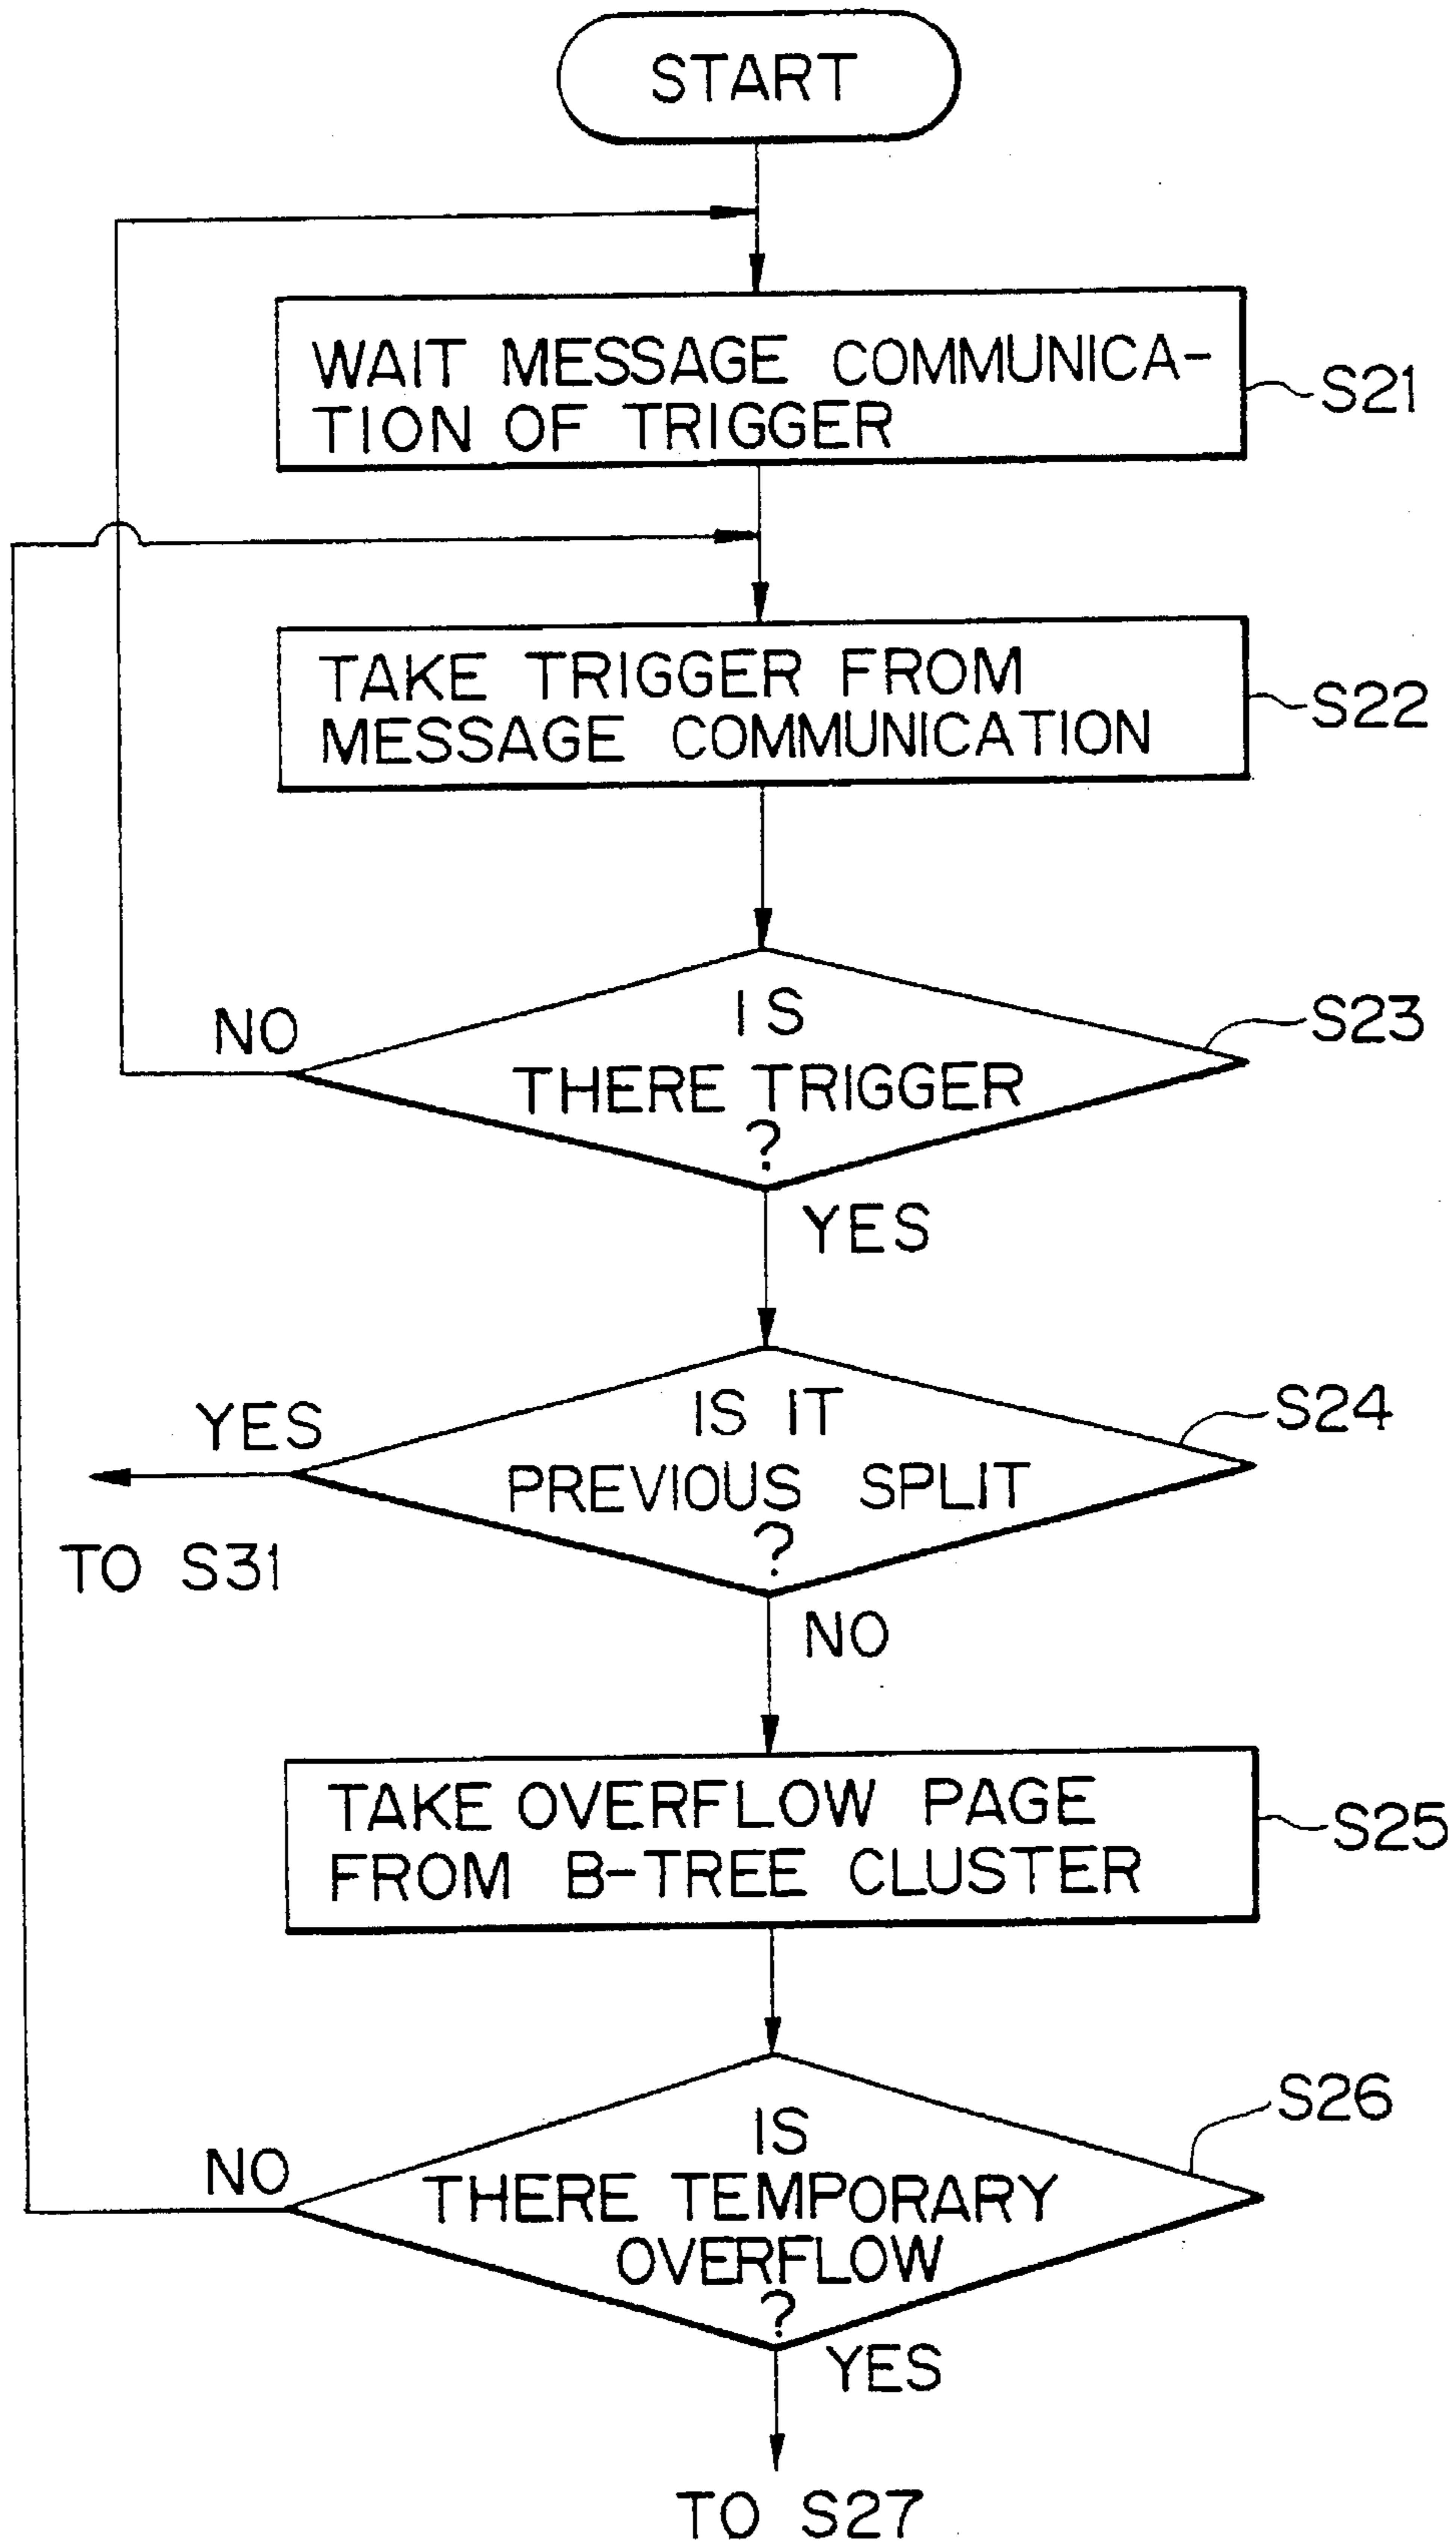 START
WAIT MESSAGE COMMUNICA-
TION OF TRIGGER
S21
TAKE TRIGGER FROM
MESSAGE COMMUNICATION
S22
IS
THERE TRIGGER
?
S23
NO
YES
IS IT
PREVIOUS SPLIT
?
S24
YES
TO S31
NO
TAKE OVERFLOW PAGE
FROM B-TREE CLUSTER
S25
IS
THERE TEMPORARY
OVERFLOW
?
S26
NO
YES
TO S27